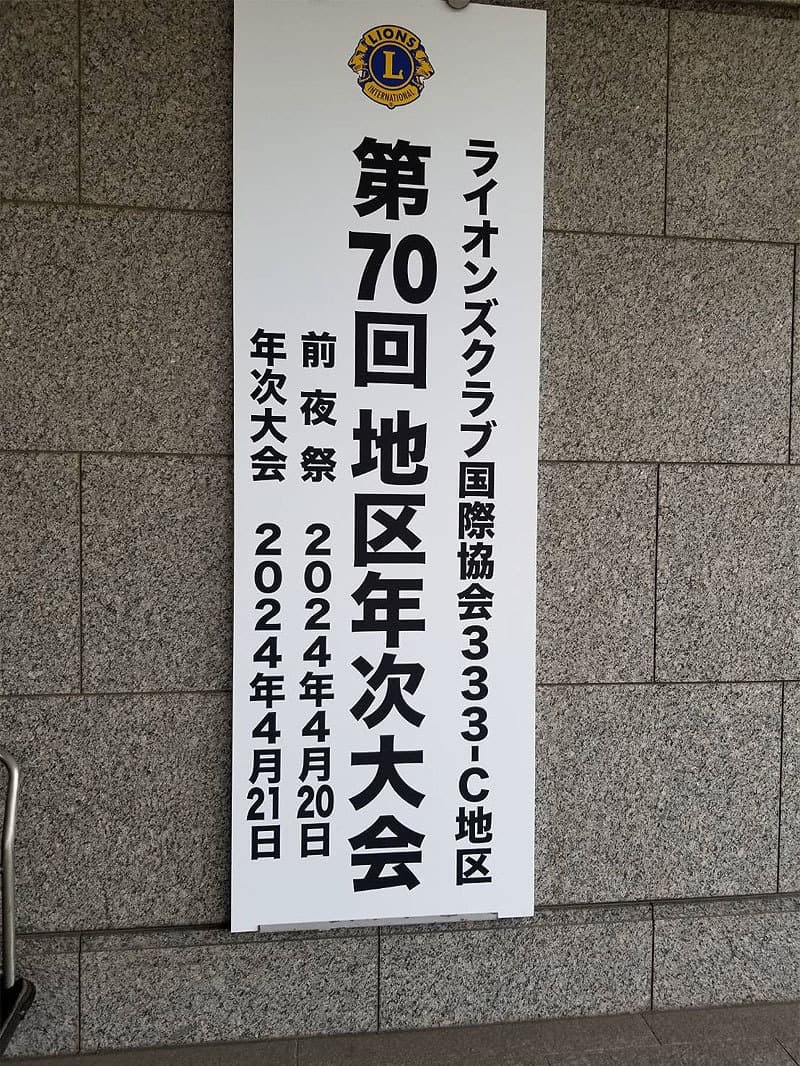 LIONS
L
INTERNATIONAL
ライオンズクラブ国際協会333-C地区
第70回 地区年次大会
前夜祭 2024年4月20日
年次大会 2024年4月21日